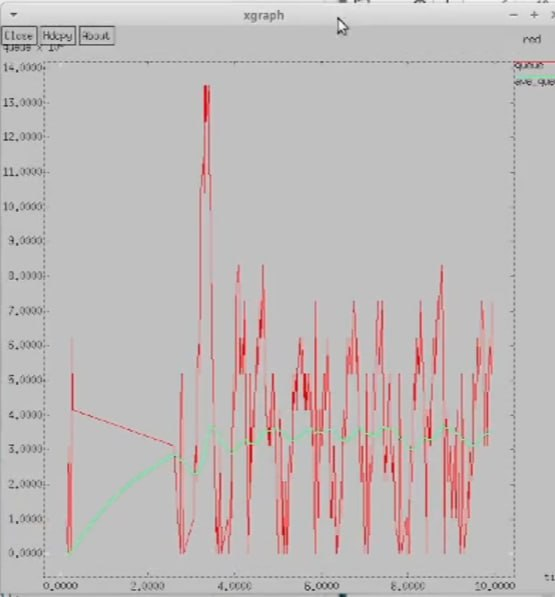 xgraph
Close Hdcpy About
red
queue x 10
queue
ave_que
14.0000
13.0000
12.0000
11.0000
10.0000
9.0000
8.0000
7.0000
6.0000
5.0000
4.0000
3.0000
2.0000
1.0000
0.0000
0.0000 2.0000 4.0000 6.0000 8.0000 10.0000
ti